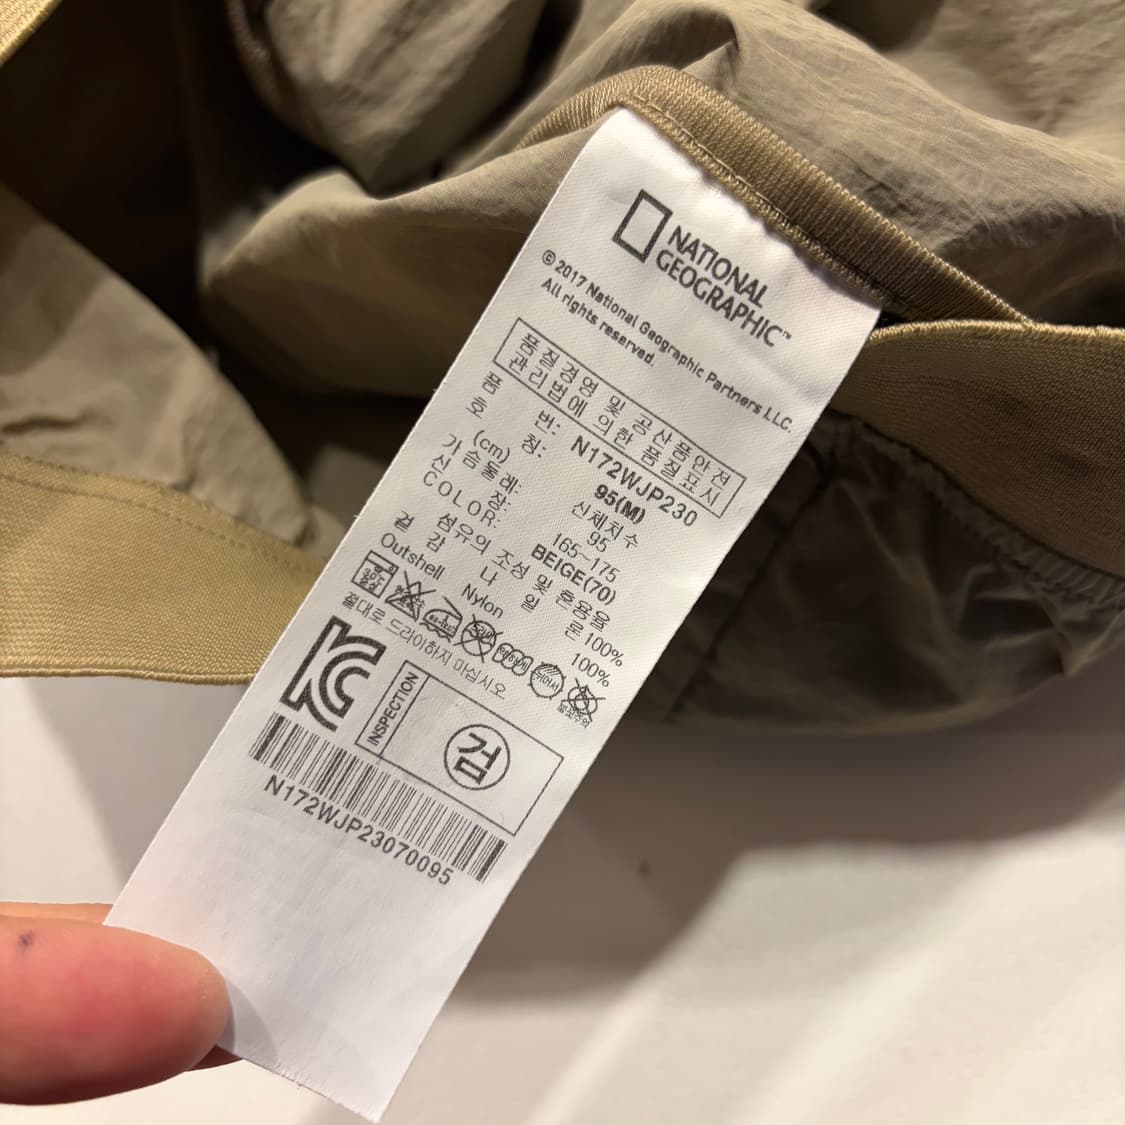 NATIONAL
GEOGRAPHIC™
© 2017 National Geographic Partners LLC.
All rights reserved.
품질경영 및 공산품안전
관리법에 의한 품질표시
품 번: N172WJP230
호 칭: 95(M)
(cm) 신체치수
가슴둘레: 95
신 장: 165~175
COLOR: BEIGE(70)
섬유의 조성 및 혼용율
겉 감 나 일 론 100%
Outshell Nylon 100%
절대로 드라이하지 마십시오.
INSPECTION
검
N172WJP23070095